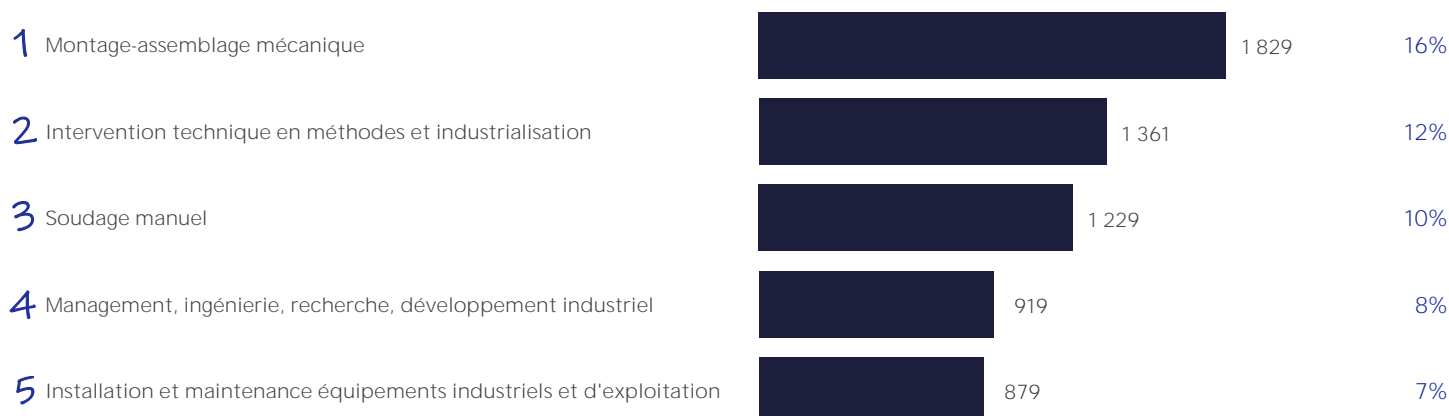 1 Montage-assemblage mécanique 1 829 16%
2 Intervention technique en méthodes et industrialisation 1 361 12%
3 Soudage manuel 1 229 10%
4 Management, ingénierie, recherche, développement industriel 919 8%
5 Installation et maintenance équipements industriels et d'exploitation 879 7%